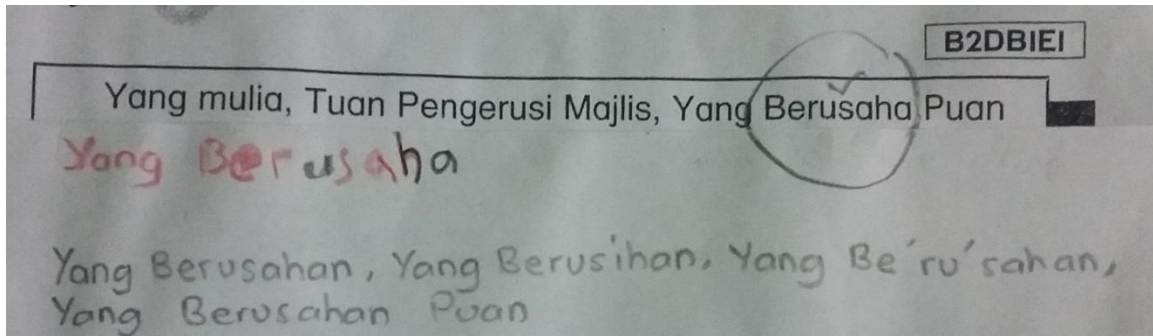 B2DBIEI
Yang mulia, Tuan Pengerusi Majlis, Yang Berusaha Puan
Yang Berusaha
Yang Berusahan, Yang Berusihan, Yang Be'ru'sahan,
Yang Berusahan Puan